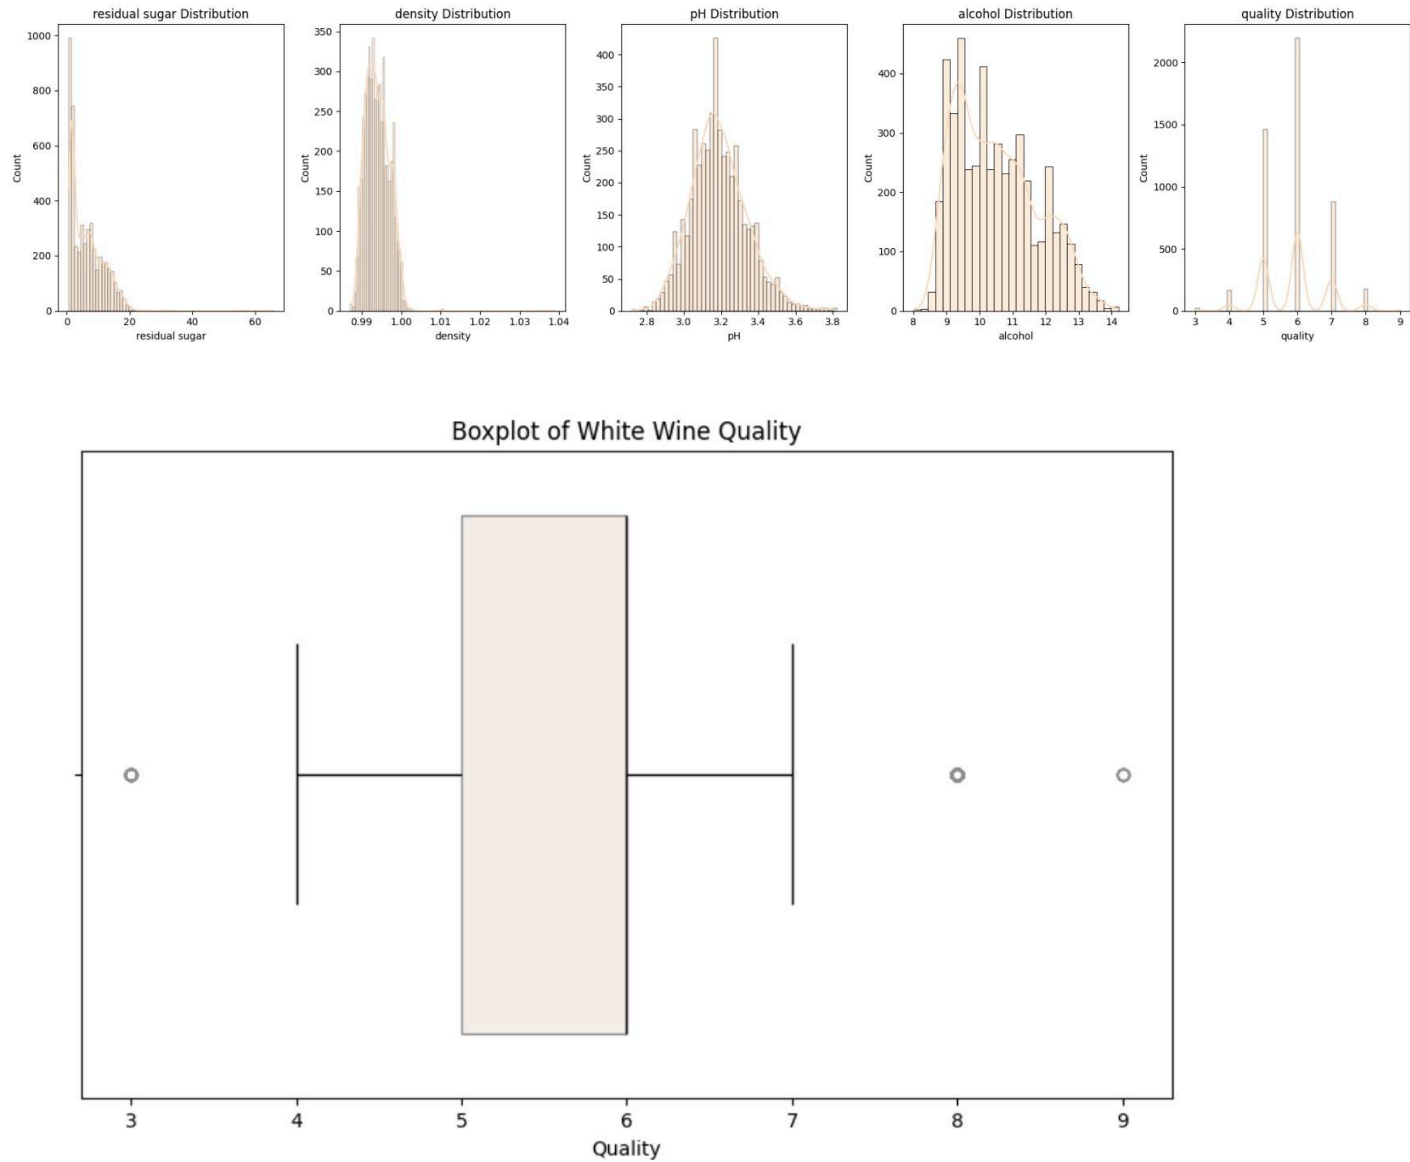 residual sugar Distribution
density Distribution
pH Distribution
alcohol Distribution
quality Distribution
Count
1000
800
600
400
200
0
0 20 40 60
residual sugar
Count
350
300
250
200
150
100
50
0
0.99 1.00 1.01 1.02 1.03 1.04
density
Count
400
350
300
250
200
150
100
50
0
2.8 3.0 3.2 3.4 3.6 3.8
pH
Count
400
300
200
100
0
8 9 10 11 12 13 14
alcohol
Count
2000
1500
1000
500
0
3 4 5 6 7 8 9
quality
Boxplot of White Wine Quality
3 4 5 6 7 8 9
Quality